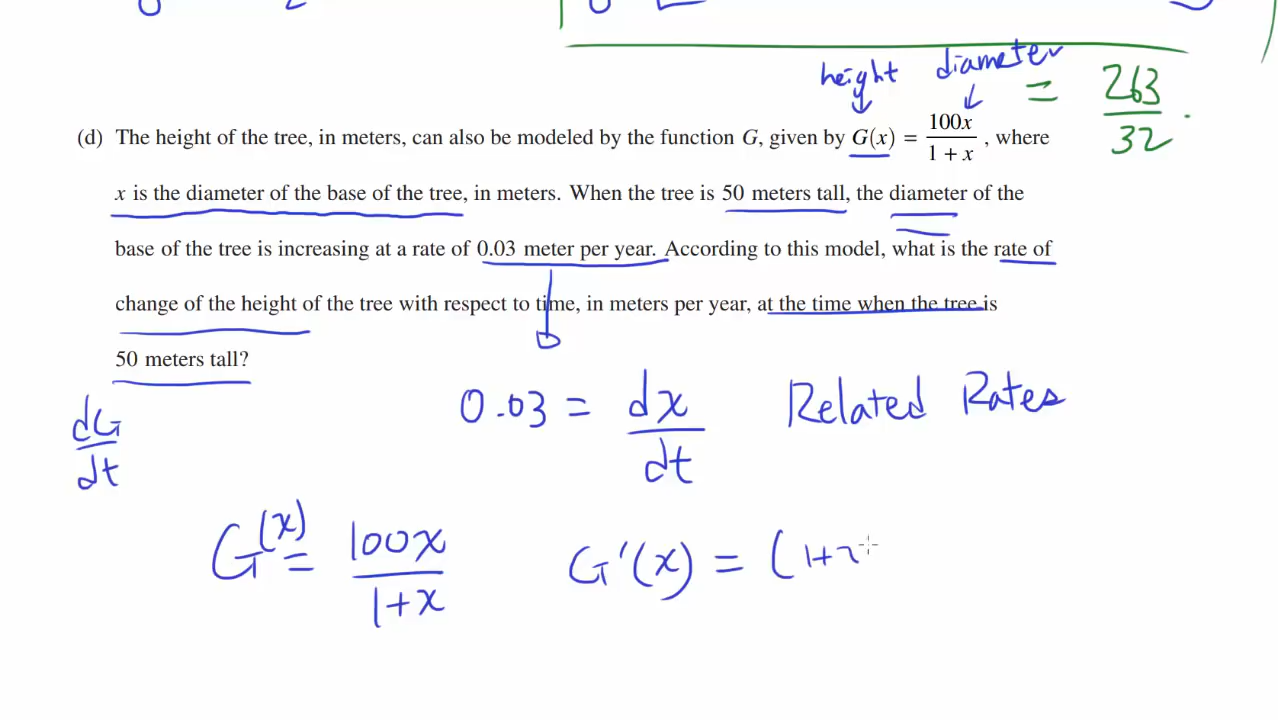 height diameter
= 263/32.
(d) The height of the tree, in meters, can also be modeled by the function G, given by G(x) = 100x/(1 + x), where
x is the diameter of the base of the tree, in meters. When the tree is 50 meters tall, the diameter of the
base of the tree is increasing at a rate of 0.03 meter per year. According to this model, what is the rate of
change of the height of the tree with respect to time, in meters per year, at the time when the tree is
50 meters tall?
0.03 = dx/dt Related Rates
dG/dt
G(x) = 100x/(1+x) G'(x) = (1+x